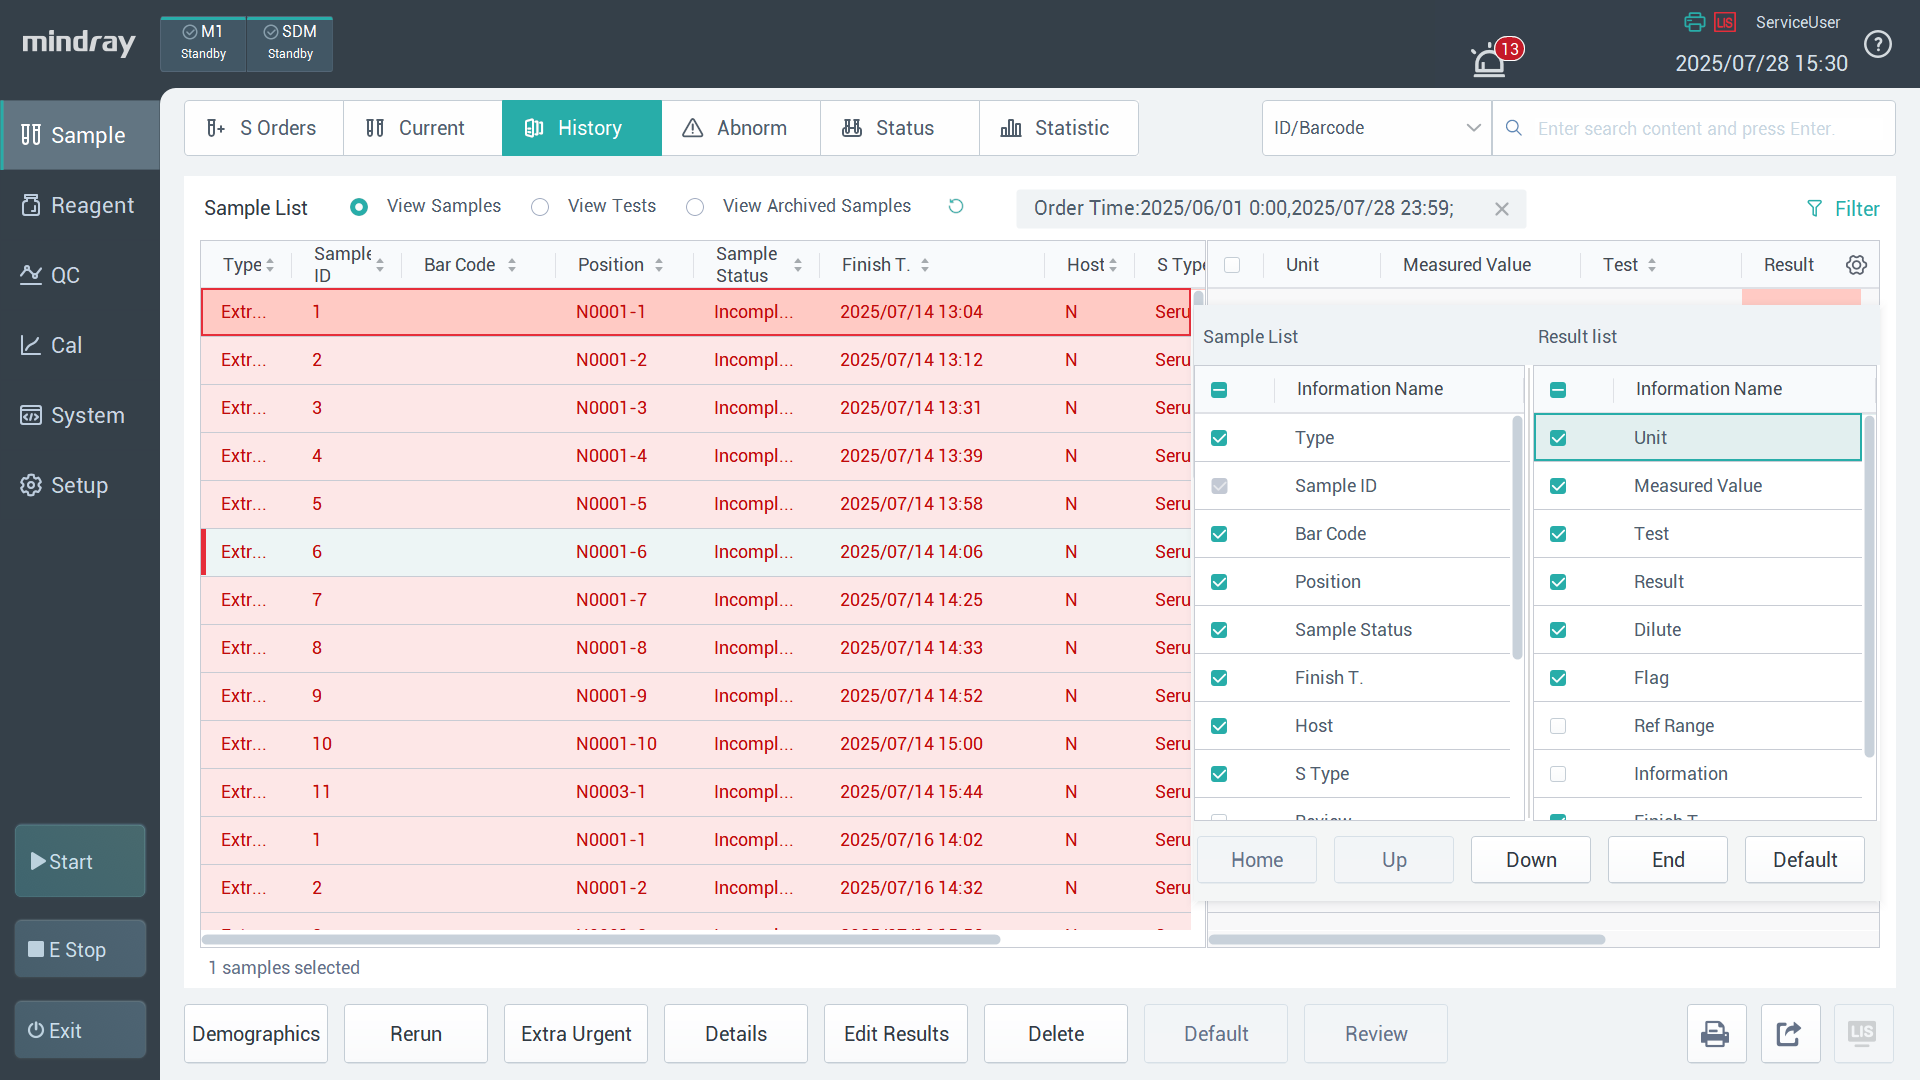 mindray
M1
Standby
SDM
Standby
13
LIS
ServiceUser
2025/07/28 15:30
Sample
Reagent
QC
Cal
System
Setup
Start
E Stop
Exit
S Orders
Current
History
Abnorm
Status
Statistic
ID/Barcode
Enter search content and press Enter.
Sample List
View Samples
View Tests
View Archived Samples
Order Time:2025/06/01 0:00,2025/07/28 23:59;
Filter
Type Sample ID Bar Code Position Sample Status Finish T. Host S Type
Unit Measured Value Test Result
Extr... 1 N0001-1 Incompl... 2025/07/14 13:04 N Seru
Extr... 2 N0001-2 Incompl... 2025/07/14 13:12 N Seru
Extr... 3 N0001-3 Incompl... 2025/07/14 13:31 N Seru
Extr... 4 N0001-4 Incompl... 2025/07/14 13:39 N Seru
Extr... 5 N0001-5 Incompl... 2025/07/14 13:58 N Seru
Extr... 6 N0001-6 Incompl... 2025/07/14 14:06 N Seru
Extr... 7 N0001-7 Incompl... 2025/07/14 14:25 N Seru
Extr... 8 N0001-8 Incompl... 2025/07/14 14:33 N Seru
Extr... 9 N0001-9 Incompl... 2025/07/14 14:52 N Seru
Extr... 10 N0001-10 Incompl... 2025/07/14 15:00 N Seru
Extr... 11 N0003-1 Incompl... 2025/07/14 15:44 N Seru
Extr... 1 N0001-1 Incompl... 2025/07/16 14:02 N Seru
Extr... 2 N0001-2 Incompl... 2025/07/16 14:32 N Seru
Sample List
Information Name
Type
Sample ID
Bar Code
Position
Sample Status
Finish T.
Host
S Type
Review
Result list
Information Name
Unit
Measured Value
Test
Result
Dilute
Flag
Ref Range
Information
Finish T
Home
Up
Down
End
Default
1 samples selected
Demographics
Rerun
Extra Urgent
Details
Edit Results
Delete
Default
Review
LIS